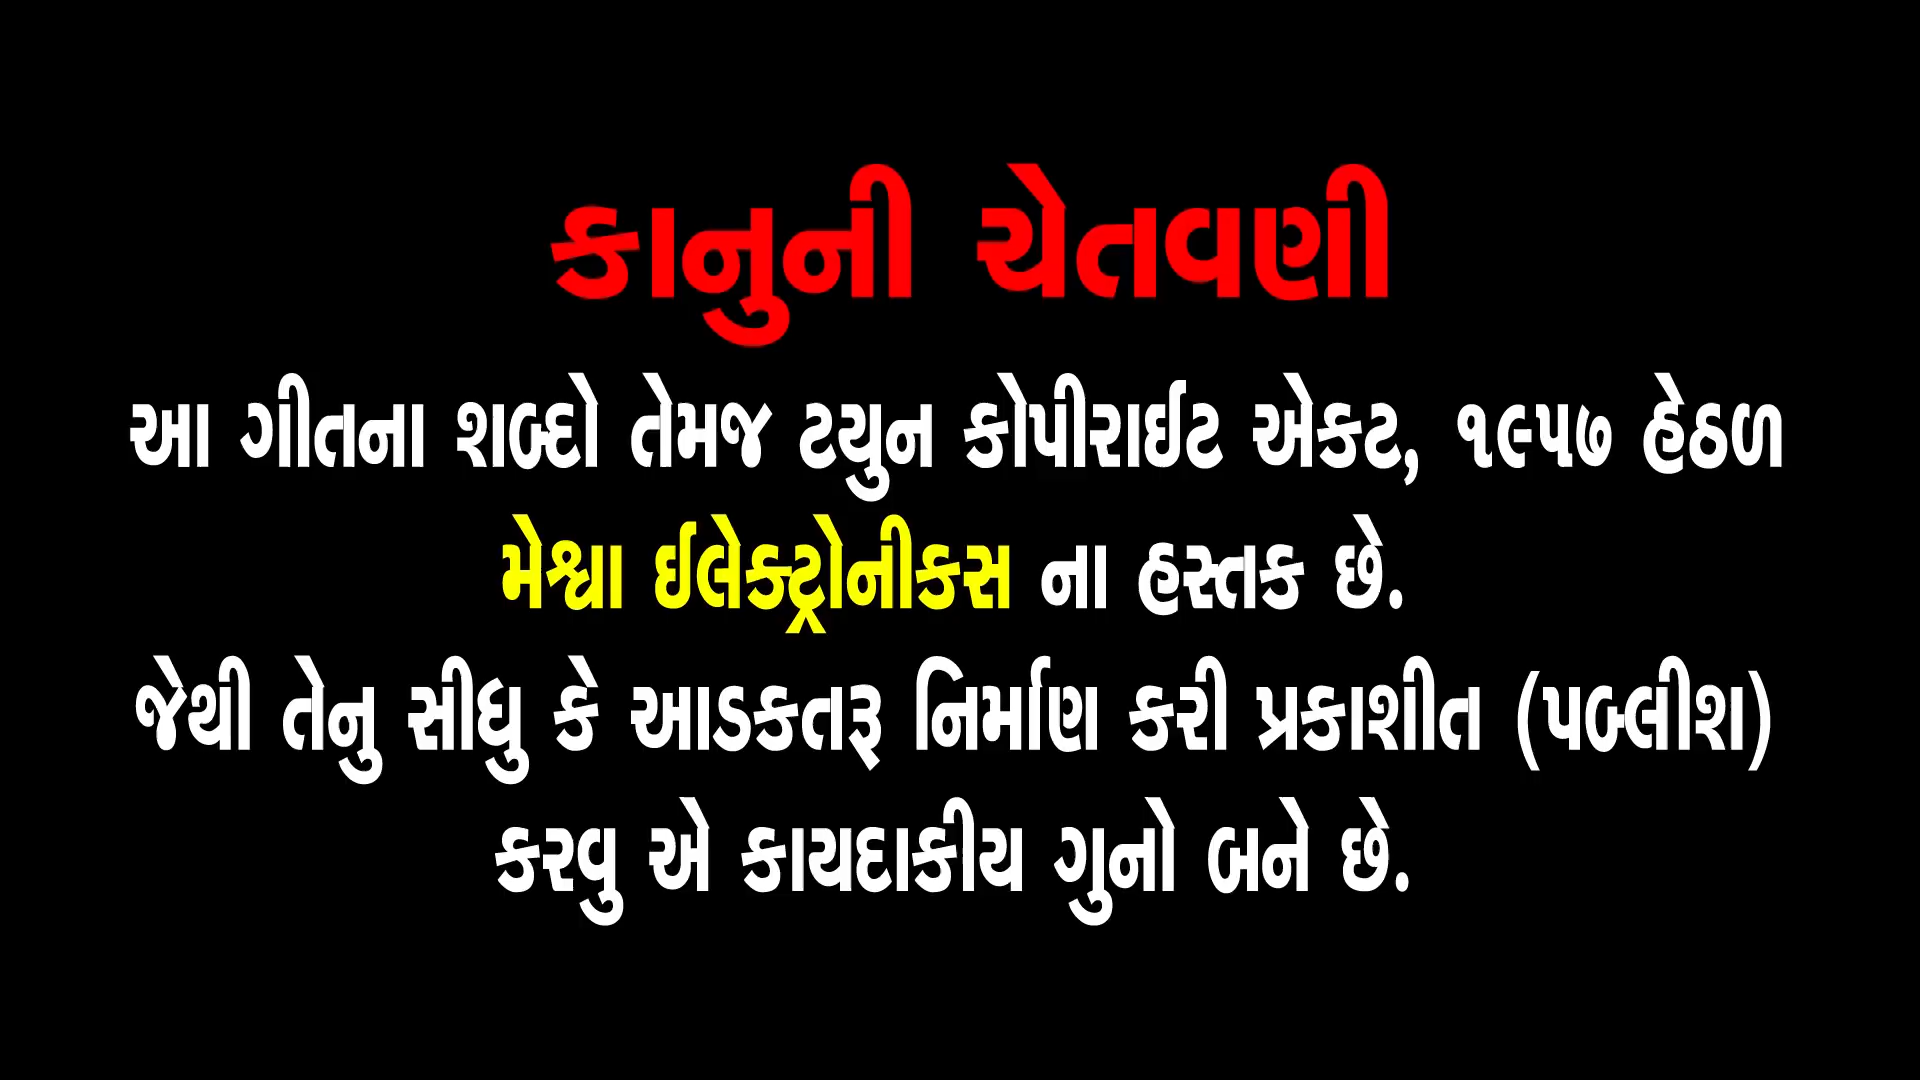 કાનુની ચેતવણી
આ ગીતના શબ્દો તેમજ ટયુન કોપીરાઈટ એકટ, ૧૯૫૭ હેઠળ
મેશ્વા ઈલેક્ટ્રોનીકસ ના હસ્તક છે.
જેથી તેનુ સીધુ કે આડકતરૂ નિર્માણ કરી પ્રકાશીત (પબ્લીશ)
કરવુ એ કાયદાકીય ગુનો બને છે.